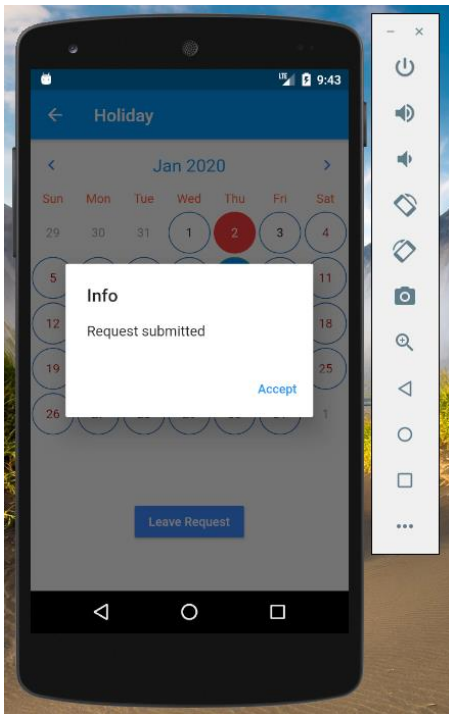 LTE 9:43
Holiday
Jan 2020
Sun Mon Tue Wed Thu Fri Sat
29 30 31 1 2 3 4
5 11
Info
12 18
Request submitted
19 25
Accept
26 1
Leave Request